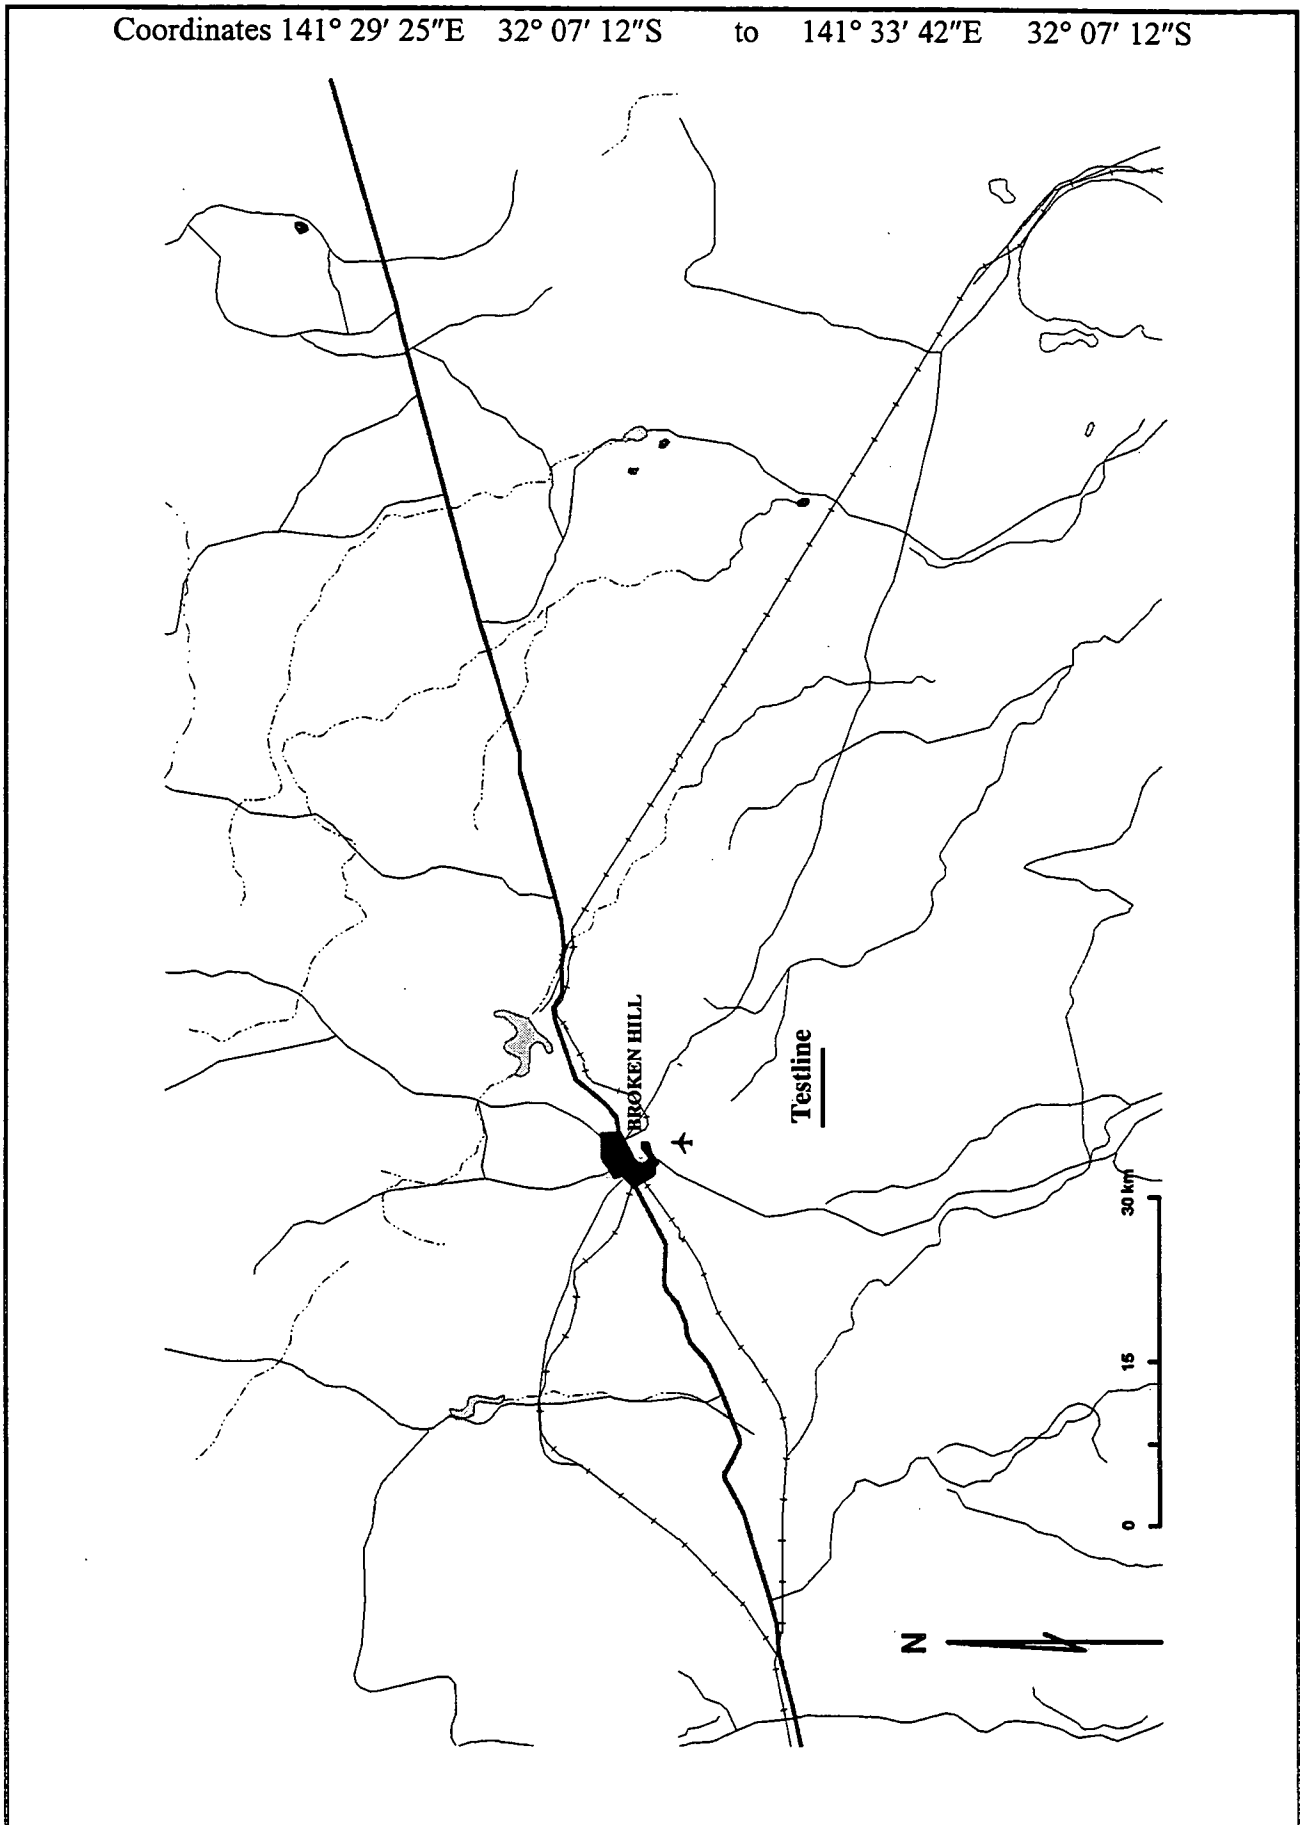 Coordinates 141° 29′ 25″E 32° 07′ 12″S to 141° 33′ 42″E 32° 07′ 12″S
BROKEN HILL
Testline
30 km
15
0
N